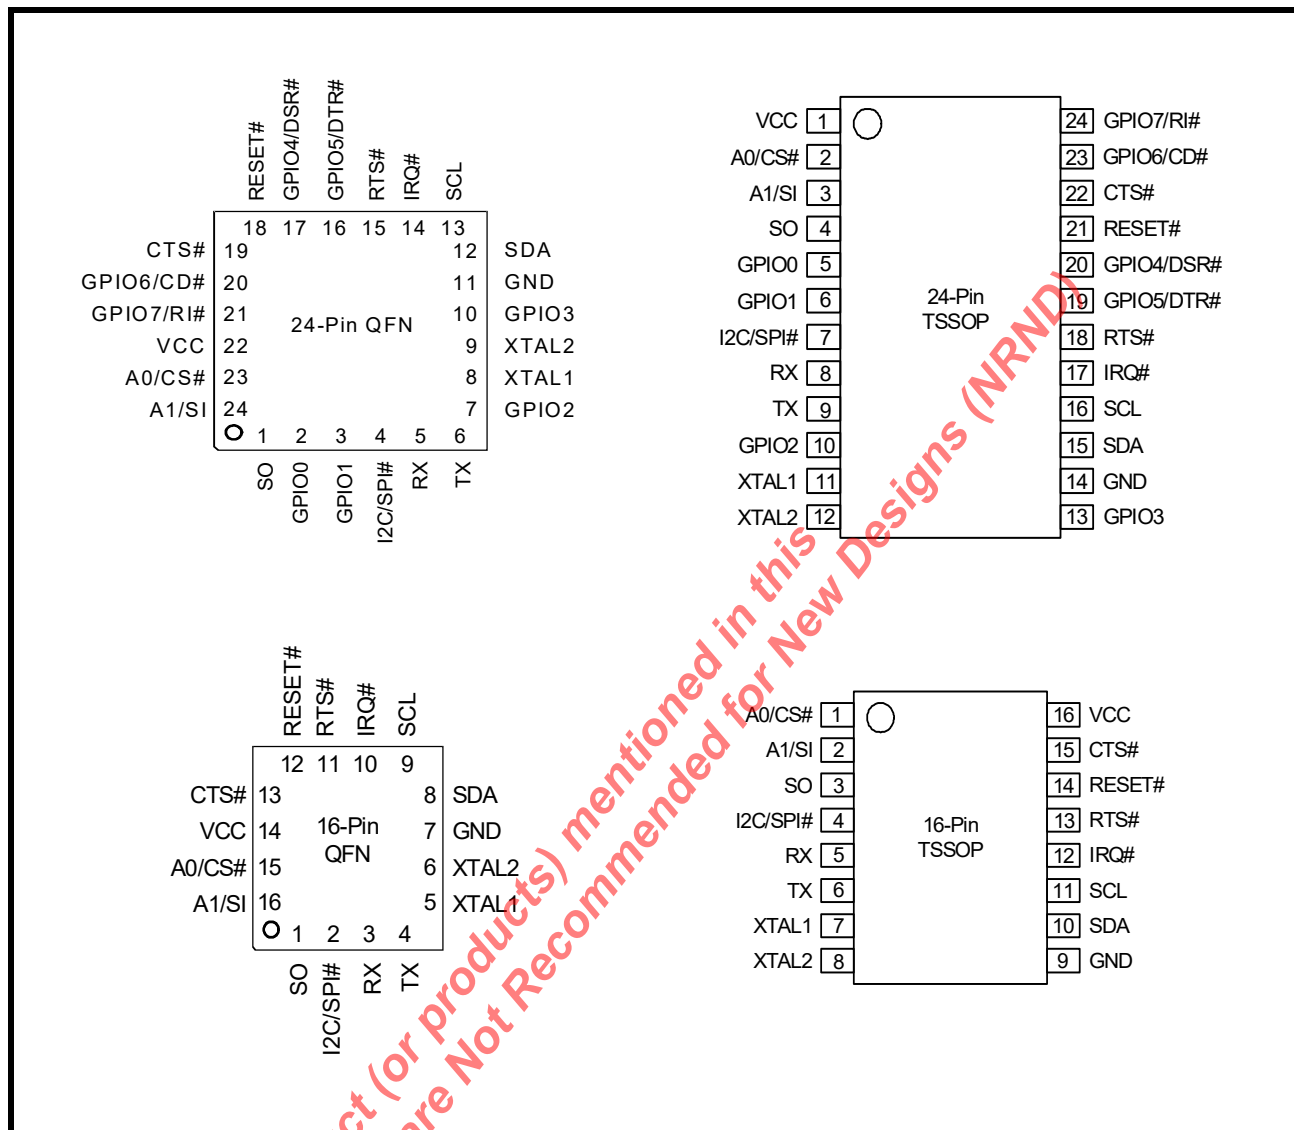 RESET#
GPIO4/DSR#
GPIO5/DTR#
RTS#
IRQ#
SCL
18 17 16 15 14 13
CTS# 19 12 SDA
GPIO6/CD# 20 11 GND
GPIO7/RI# 21 24-Pin QFN 10 GPIO3
VCC 22 9 XTAL2
A0/CS# 23 8 XTAL1
A1/SI 24 7 GPIO2
1 2 3 4 5 6
SO
GPIO0
GPIO1
I2C/SPI#
RX
TX
VCC 1 24 GPIO7/RI#
A0/CS# 2 23 GPIO6/CD#
A1/SI 3 22 CTS#
SO 4 21 RESET#
GPIO0 5 20 GPIO4/DSR#
GPIO1 6 24-Pin 19 GPIO5/DTR#
TSSOP
I2C/SPI# 7 18 RTS#
RX 8 17 IRQ#
TX 9 16 SCL
GPIO2 10 15 SDA
XTAL1 11 14 GND
XTAL2 12 13 GPIO3
RESET#
RTS#
IRQ#
SCL
12 11 10 9
CTS# 13 8 SDA
VCC 14 16-Pin 7 GND
QFN
A0/CS# 15 6 XTAL2
A1/SI 16 5 XTAL1
1 2 3 4
SO
I2C/SPI#
RX
TX
A0/CS# 1 16 VCC
A1/SI 2 15 CTS#
SO 3 14 RESET#
I2C/SPI# 4 16-Pin 13 RTS#
TSSOP
RX 5 12 IRQ#
TX 6 11 SCL
XTAL1 7 10 SDA
XTAL2 8 9 GND
ct (or products) mentioned in this
are Not Recommended for New Designs (NRND)